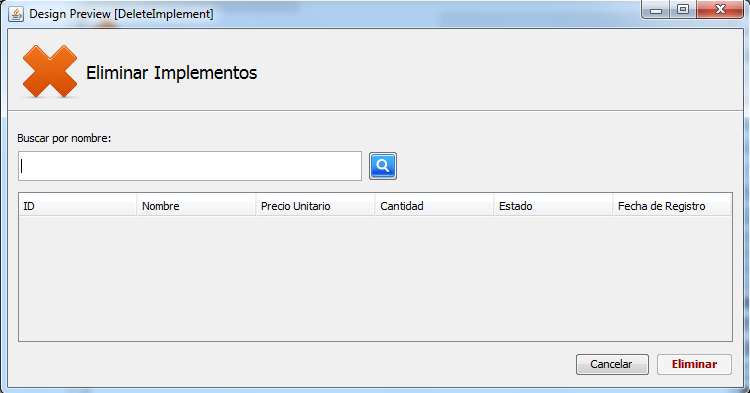 Design Preview [DeleteImplement]
Eliminar Implementos
Buscar por nombre:
ID Nombre Precio Unitario Cantidad Estado Fecha de Registro
Cancelar Eliminar